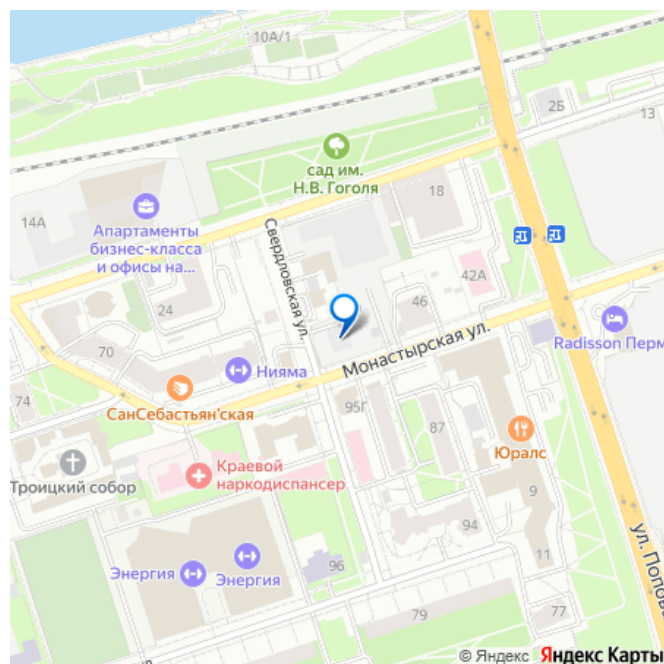 10А/1
2Б
13
сад им.
Н.В. Гоголя
18
14А
Апартаменты
бизнес-класса
и офисы на...
Свердловская ул.
42А
24
46
Монастырская ул.
Radisson Перм
70
Нияма
74
СанСебастьян'ская
95Г
87
Юралс
Троицкий собор
Краевой
наркодиспансер
9
94
11
ул. Попова
Энергия
Энергия
96
79
77
© Яндекс Яндекс Карты